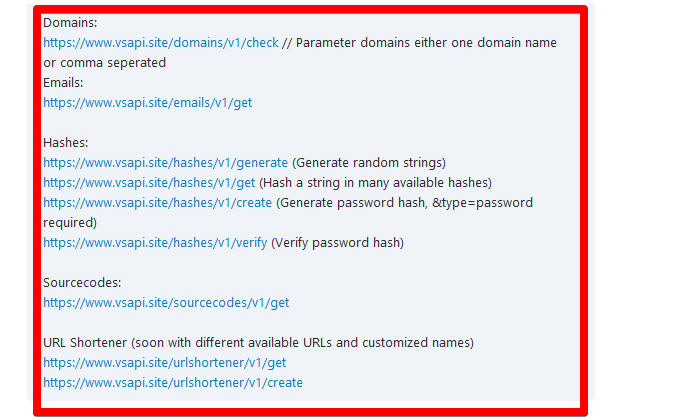 Domains:
https://www.vsapi.site/domains/v1/check // Parameter domains either one domain name
or comma seperated
Emails:
https://www.vsapi.site/emails/v1/get
Hashes:
https://www.vsapi.site/hashes/v1/generate (Generate random strings)
https://www.vsapi.site/hashes/v1/get (Hash a string in many available hashes)
https://www.vsapi.site/hashes/v1/create (Generate password hash, &type=password
required)
https://www.vsapi.site/hashes/v1/verify (Verify password hash)
Sourcecodes:
https://www.vsapi.site/sourcecodes/v1/get
URL Shortener (soon with different available URLs and customized names)
https://www.vsapi.site/urlshortener/v1/get
https://www.vsapi.site/urlshortener/v1/create